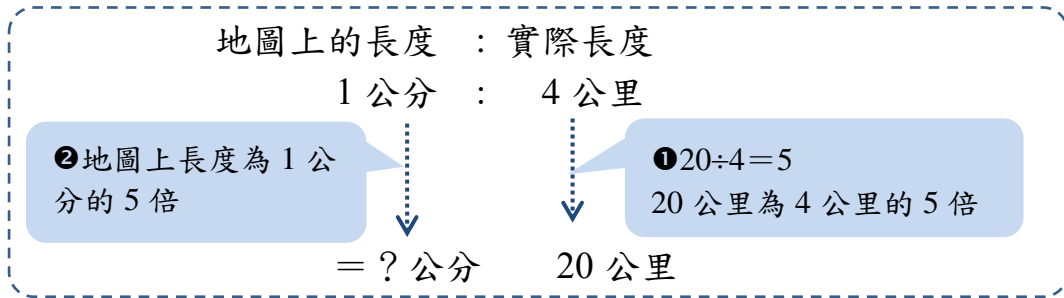 地圖上的長度 : 實際長度
1 公分 : 4 公里
❷地圖上長度為 1 公
分的 5 倍
❶20÷4=5
20 公里為 4 公里的 5 倍
=？公分 20 公里